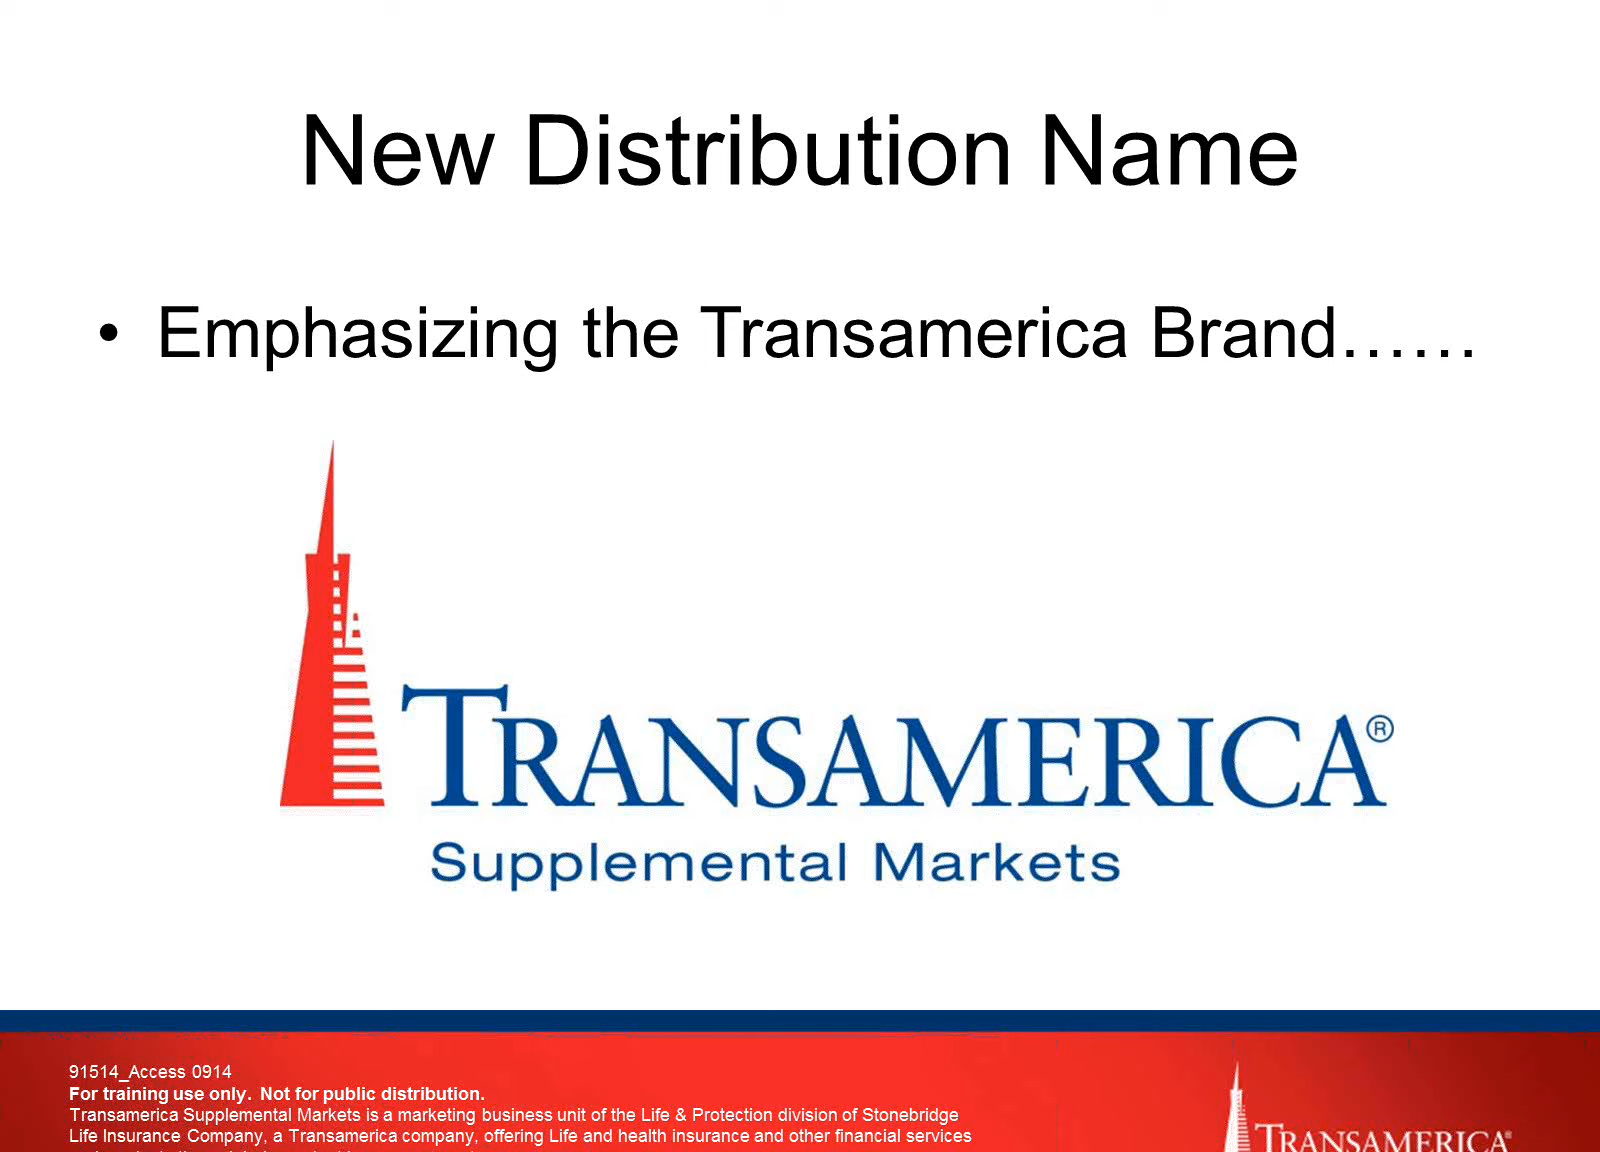 New Distribution Name
• Emphasizing the Transamerica Brand……
TRANSAMERICA®
Supplemental Markets
91514_Access 0914
For training use only. Not for public distribution.
Transamerica Supplemental Markets is a marketing business unit of the Life & Protection division of Stonebridge
Life Insurance Company, a Transamerica company, offering Life and health insurance and other financial services
TRANSAMERICA®